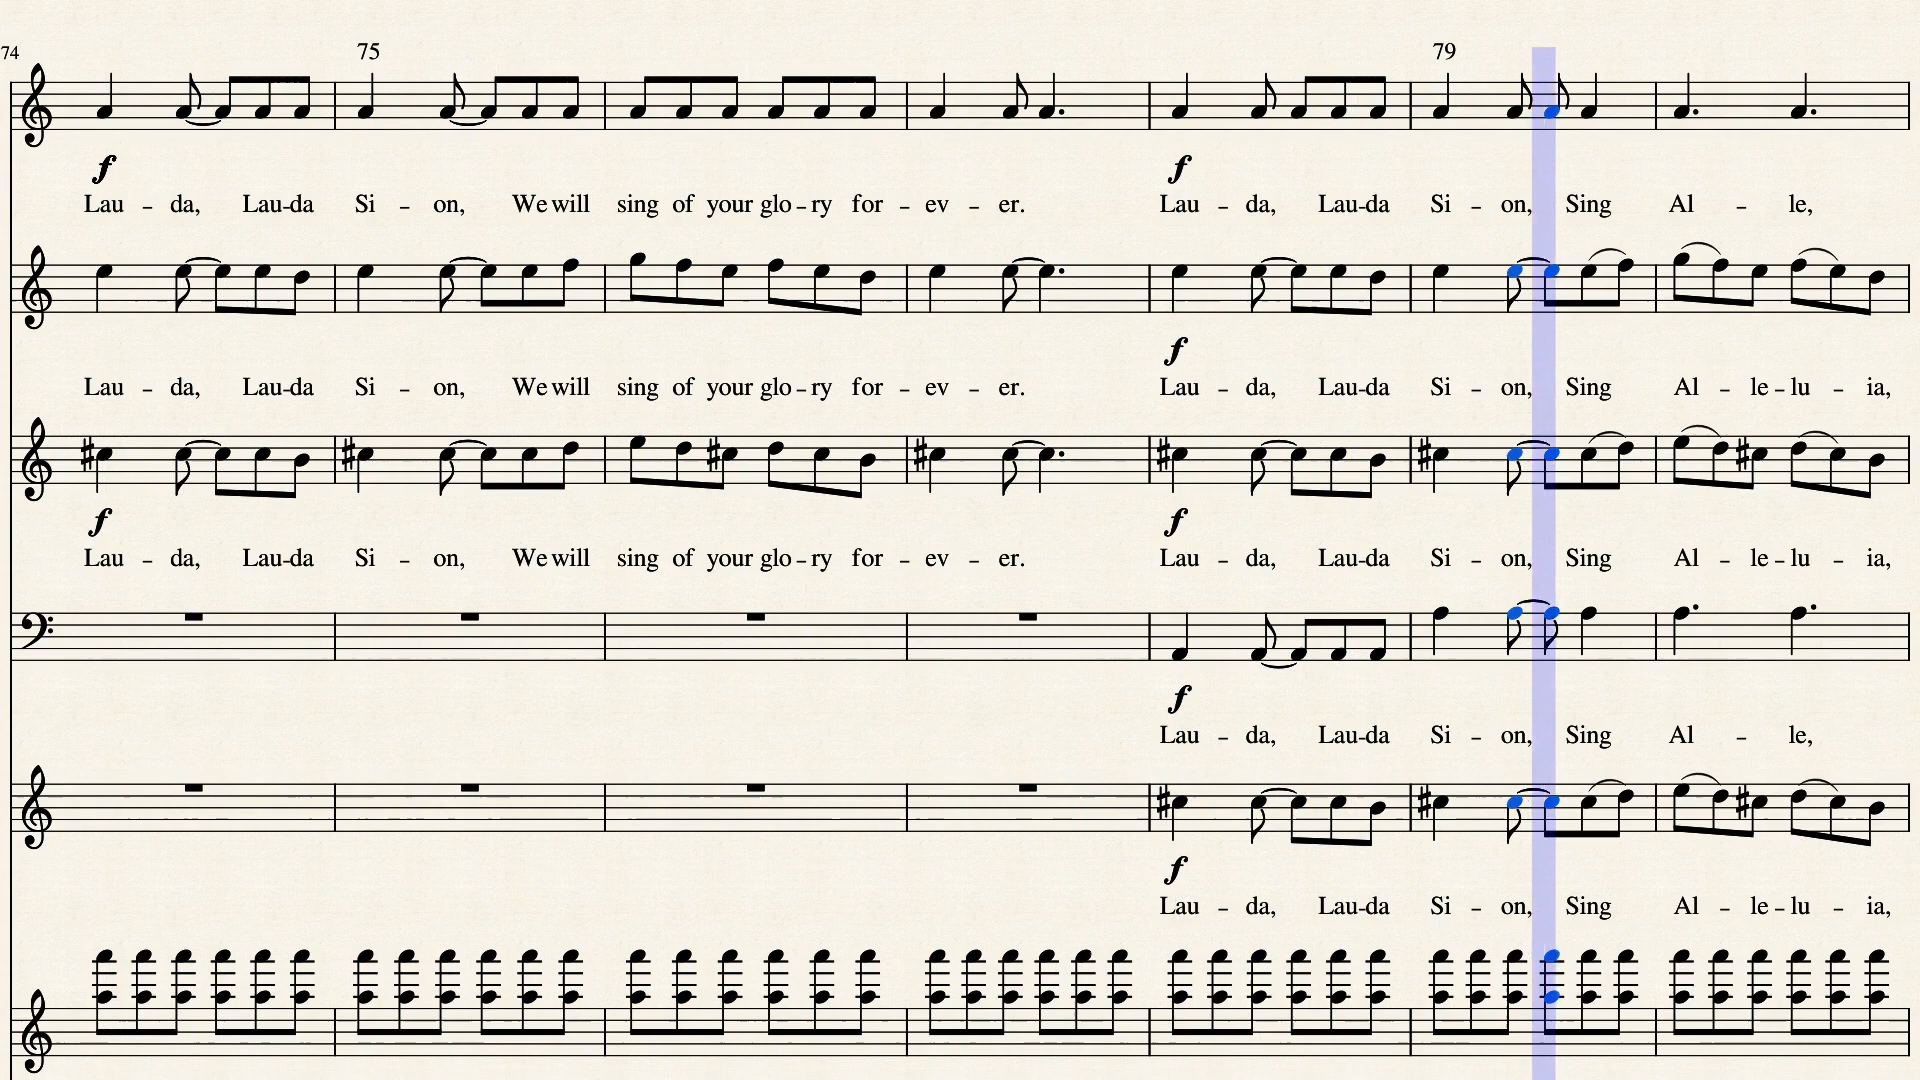 74 75 79
f f
Lau – da, Lau-da Si – on, We will sing of your glo – ry for – ev – er. Lau – da, Lau-da Si – on, Sing Al – le,
f
Lau – da, Lau-da Si – on, We will sing of your glo – ry for – ev – er. Lau – da, Lau-da Si – on, Sing Al – le – lu – ia,
f f
Lau – da, Lau-da Si – on, We will sing of your glo – ry for – ev – er. Lau – da, Lau-da Si – on, Sing Al – le – lu – ia,
f
Lau – da, Lau-da Si – on, Sing Al – le,
f
Lau – da, Lau-da Si – on, Sing Al – le – lu – ia,